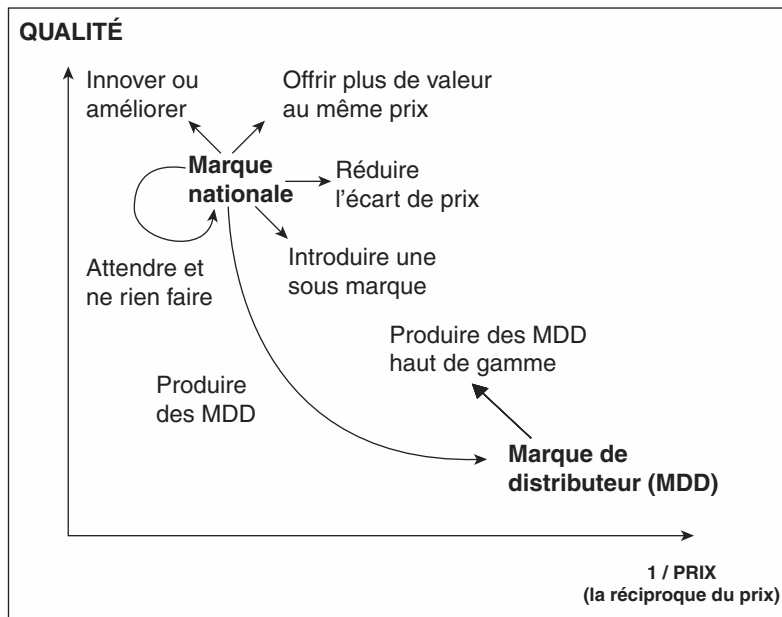 QUALITÉ
Innover ou
améliorer
Offrir plus de valeur
au même prix
Marque
nationale
Réduire
l'écart de prix
Attendre et
ne rien faire
Introduire une
sous marque
Produire des MDD
haut de gamme
Produire
des MDD
Marque de
distributeur (MDD)
1 / PRIX
(la réciproque du prix)